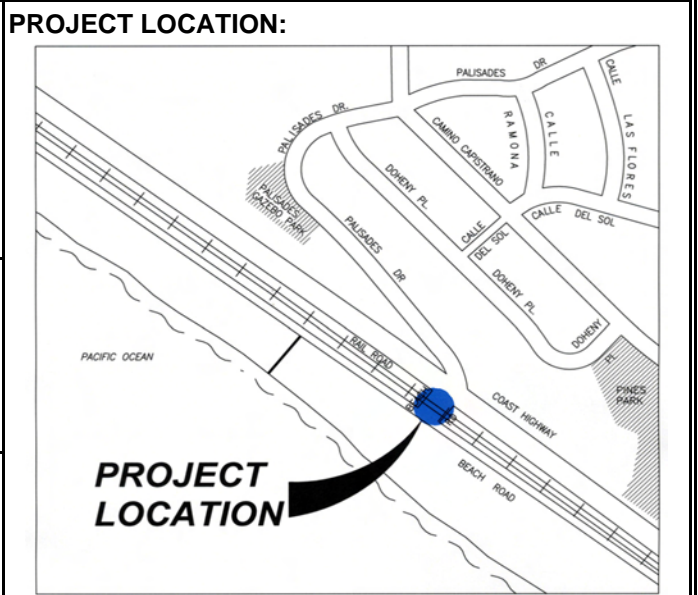 PROJECT LOCATION:
PALISADES DR
CALLE
PALISADES DR.
CAMINO CAPISTRANO
RAMONA
CALLE
LAS FLORES
PALISADES
GAZEBO PARK
DOHENY PL.
CALLE
DEL SOL
CALLE DEL SOL
PALISADES
DR
DOHENY PL.
DOHENY
PL
PINES
PARK
PACIFIC OCEAN
RAIL ROAD
COAST HIGHWAY
BEACH ROAD
PROJECT
LOCATION